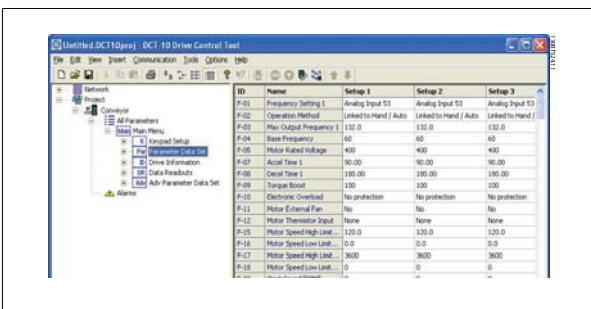 Untitled.DCT10proj - DCT-10 Drive Control Tool
File Edit View Insert Communication Tools Options Help
Network
Project
Conveyor
All Parameters
Main Main Menu
K Keypad Setup
Par Parameter Data Set
ID Drive Information
DR Data Readouts
Adv Adv Parameter Data Set
Alarms
ID Name Setup 1 Setup 2 Setup 3
F-01 Frequency Setting 1 Analog Input 53 Analog Input 53 Analog Input 53
F-02 Operation Method Linked to Hand / Auto Linked to Hand / Auto Linked to Hand /
F-03 Max Output Frequency 1 132.0 132.0 132.0
F-04 Base Frequency 60 60 60
F-05 Motor Rated Voltage 400 400 400
F-07 Accel Time 1 90.00 90.00 90.00
F-08 Decel Time 1 180.00 180.00 180.00
F-09 Torque Boost 100 100 100
F-10 Electronic Overload No protection No protection No protection
F-11 Motor External Fan No No No
F-12 Motor Thermistor Input None None None
F-15 Motor Speed High Limit... 120.0 120.0 120.0
F-16 Motor Speed Low Limit... 0.0 0.0 0.0
F-17 Motor Speed High Limit... 3600 3600 3600
F-18 Motor Speed Low Limit... 0 0 0